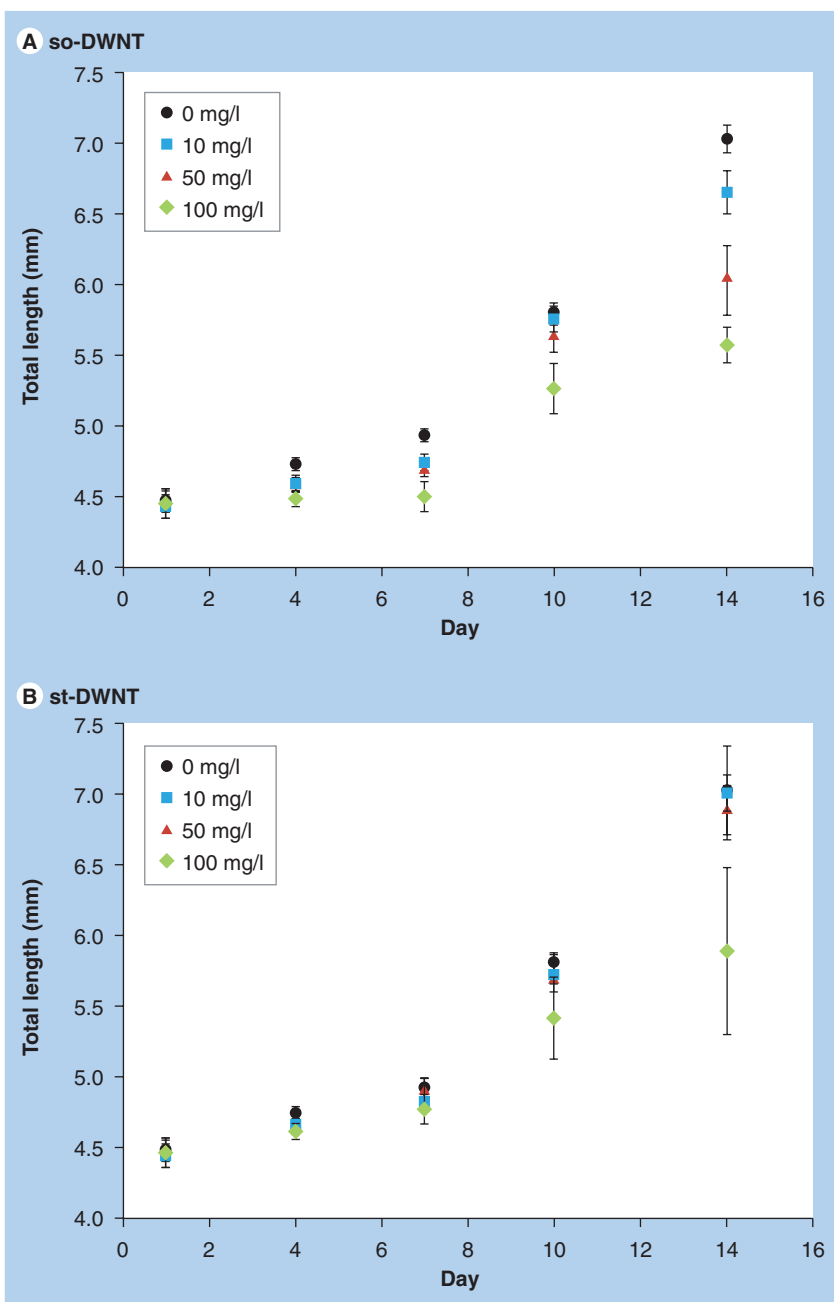 A so-DWNT
7.5
7.0
6.5
6.0
5.5
5.0
4.5
4.0
Total length (mm)
0 mg/l
10 mg/l
50 mg/l
100 mg/l
0 2 4 6 8 10 12 14 16
Day
B st-DWNT
7.5
7.0
6.5
6.0
5.5
5.0
4.5
4.0
Total length (mm)
0 mg/l
10 mg/l
50 mg/l
100 mg/l
0 2 4 6 8 10 12 14 16
Day